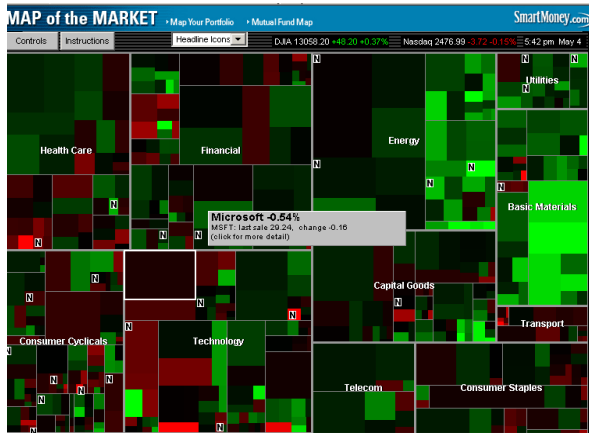 MAP of the MARKET
▸Map Your Portfolio
▸Mutual Fund Map
SmartMoney.com
Controls
Instructions
Headline Icons
DJIA 13058.20 +48.20 +0.37%
Nasdaq 2476.99 -3.72 -0.15%
5:42 pm May 4
N
N
N
Utilities
N
Health Care
Financial
Energy
N
N
N
N
N
Basic Materials
N
N
N
Microsoft -0.54%
MSFT: last sale 29.24, change -0.16
(click for more detail)
N
N
N
N
N
Capital Goods
N
N
Consumer Cyclicals
Technology
Transport
N
N
N
N
N
Telecom
Consumer Staples
N
N